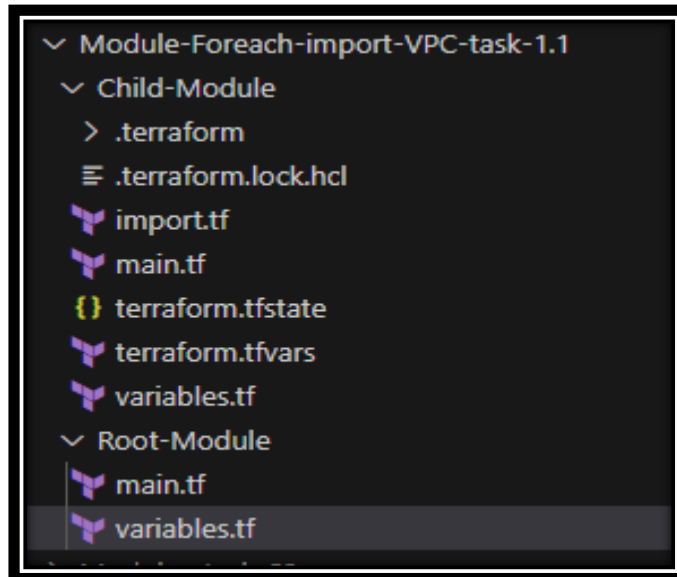 Module-Foreach-import-VPC-task-1.1
Child-Module
.terraform
.terraform.lock.hcl
import.tf
main.tf
{} terraform.tfstate
terraform.tfvars
variables.tf
Root-Module
main.tf
variables.tf